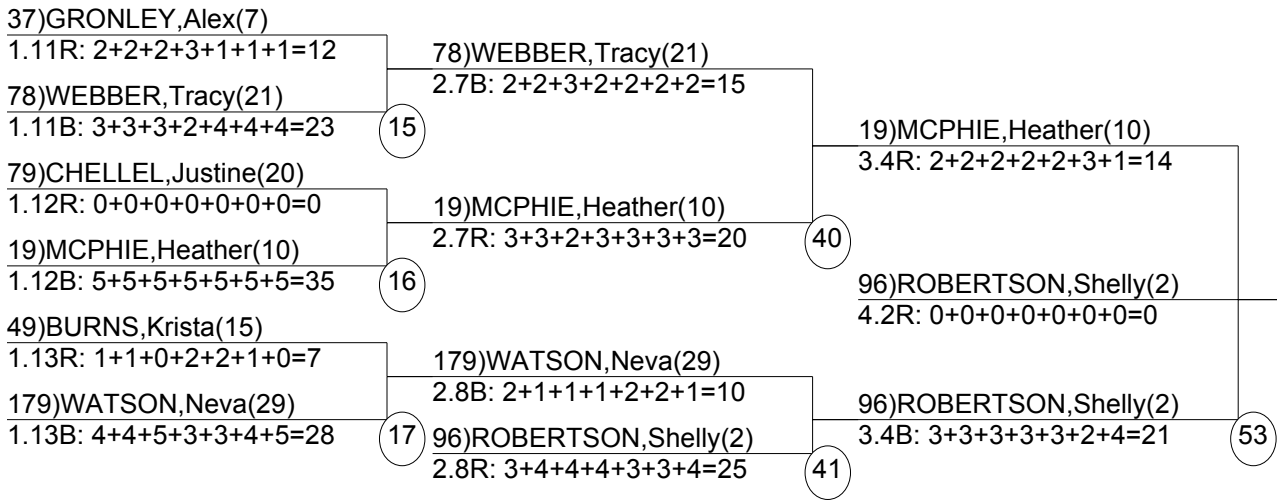 37)GRONLEY,Alex(7)
1.11R: 2+2+2+3+1+1+1=12
78)WEBBER,Tracy(21)
1.11B: 3+3+3+2+4+4+4=23
15
79)CHELLEL,Justine(20)
1.12R: 0+0+0+0+0+0+0=0
19)MCPHIE,Heather(10)
1.12B: 5+5+5+5+5+5+5=35
16
49)BURNS,Krista(15)
1.13R: 1+1+0+2+2+1+0=7
179)WATSON,Neva(29)
1.13B: 4+4+5+3+3+4+5=28
17
78)WEBBER,Tracy(21)
2.7B: 2+2+3+2+2+2+2=15
19)MCPHIE,Heather(10)
2.7R: 3+3+2+3+3+3+3=20
40
179)WATSON,Neva(29)
2.8B: 2+1+1+1+2+2+1=10
96)ROBERTSON,Shelly(2)
2.8R: 3+4+4+4+3+3+4=25
41
19)MCPHIE,Heather(10)
3.4R: 2+2+2+2+2+3+1=14
96)ROBERTSON,Shelly(2)
4.2R: 0+0+0+0+0+0+0=0
96)ROBERTSON,Shelly(2)
3.4B: 3+3+3+3+3+2+4=21
53